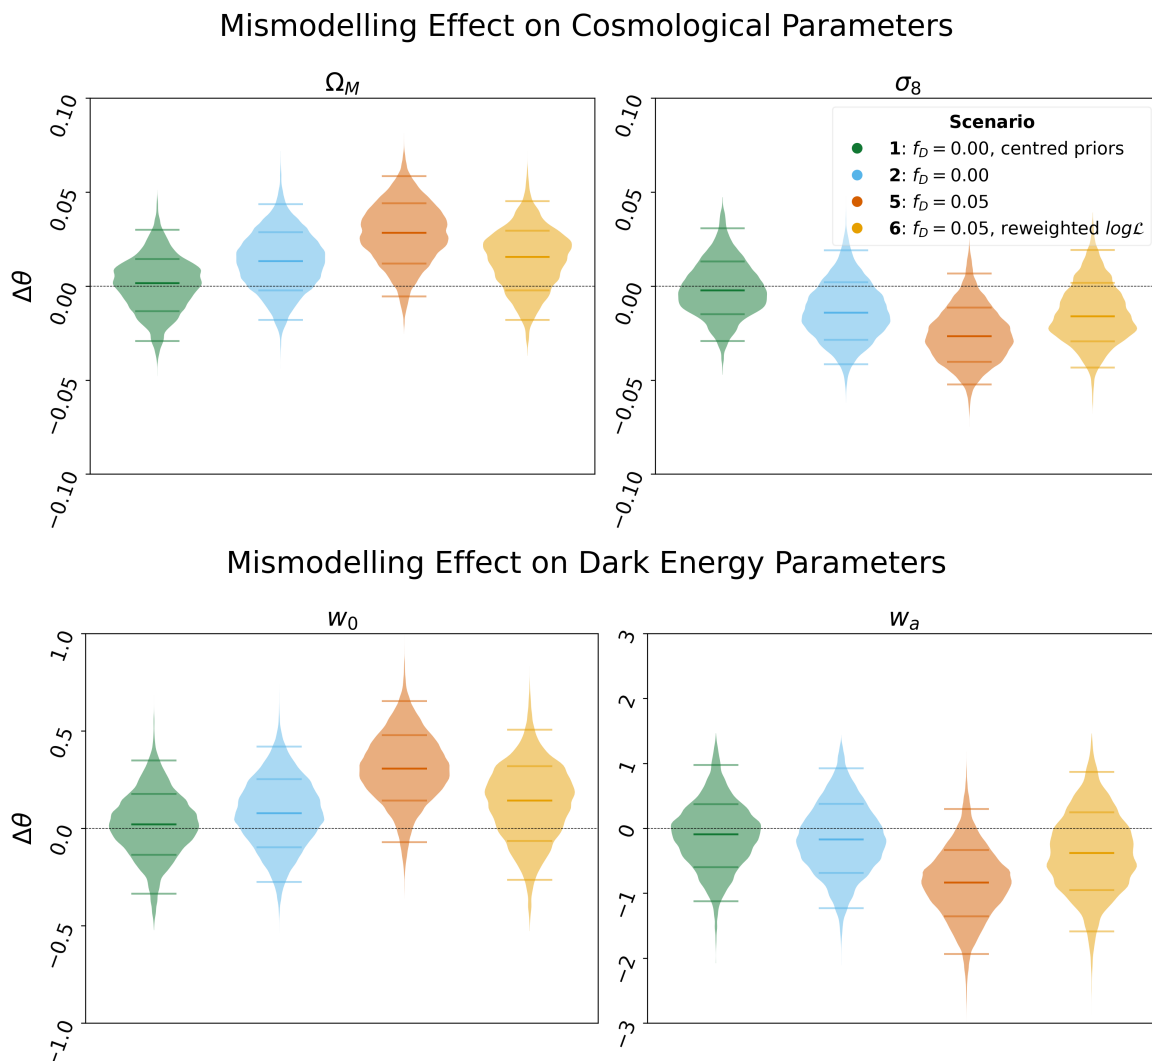 Mismodelling Effect on Cosmological Parameters
Ω_M
σ_8
0.10
0.05
0.00
−0.05
−0.10
Δθ
0.10
0.05
0.00
−0.05
−0.10
Scenario
1: f_D = 0.00, centred priors
2: f_D = 0.00
5: f_D = 0.05
6: f_D = 0.05, reweighted logℒ
Mismodelling Effect on Dark Energy Parameters
w_0
w_a
1.0
0.5
0.0
−0.5
−1.0
Δθ
3
2
1
0
−1
−2
−3